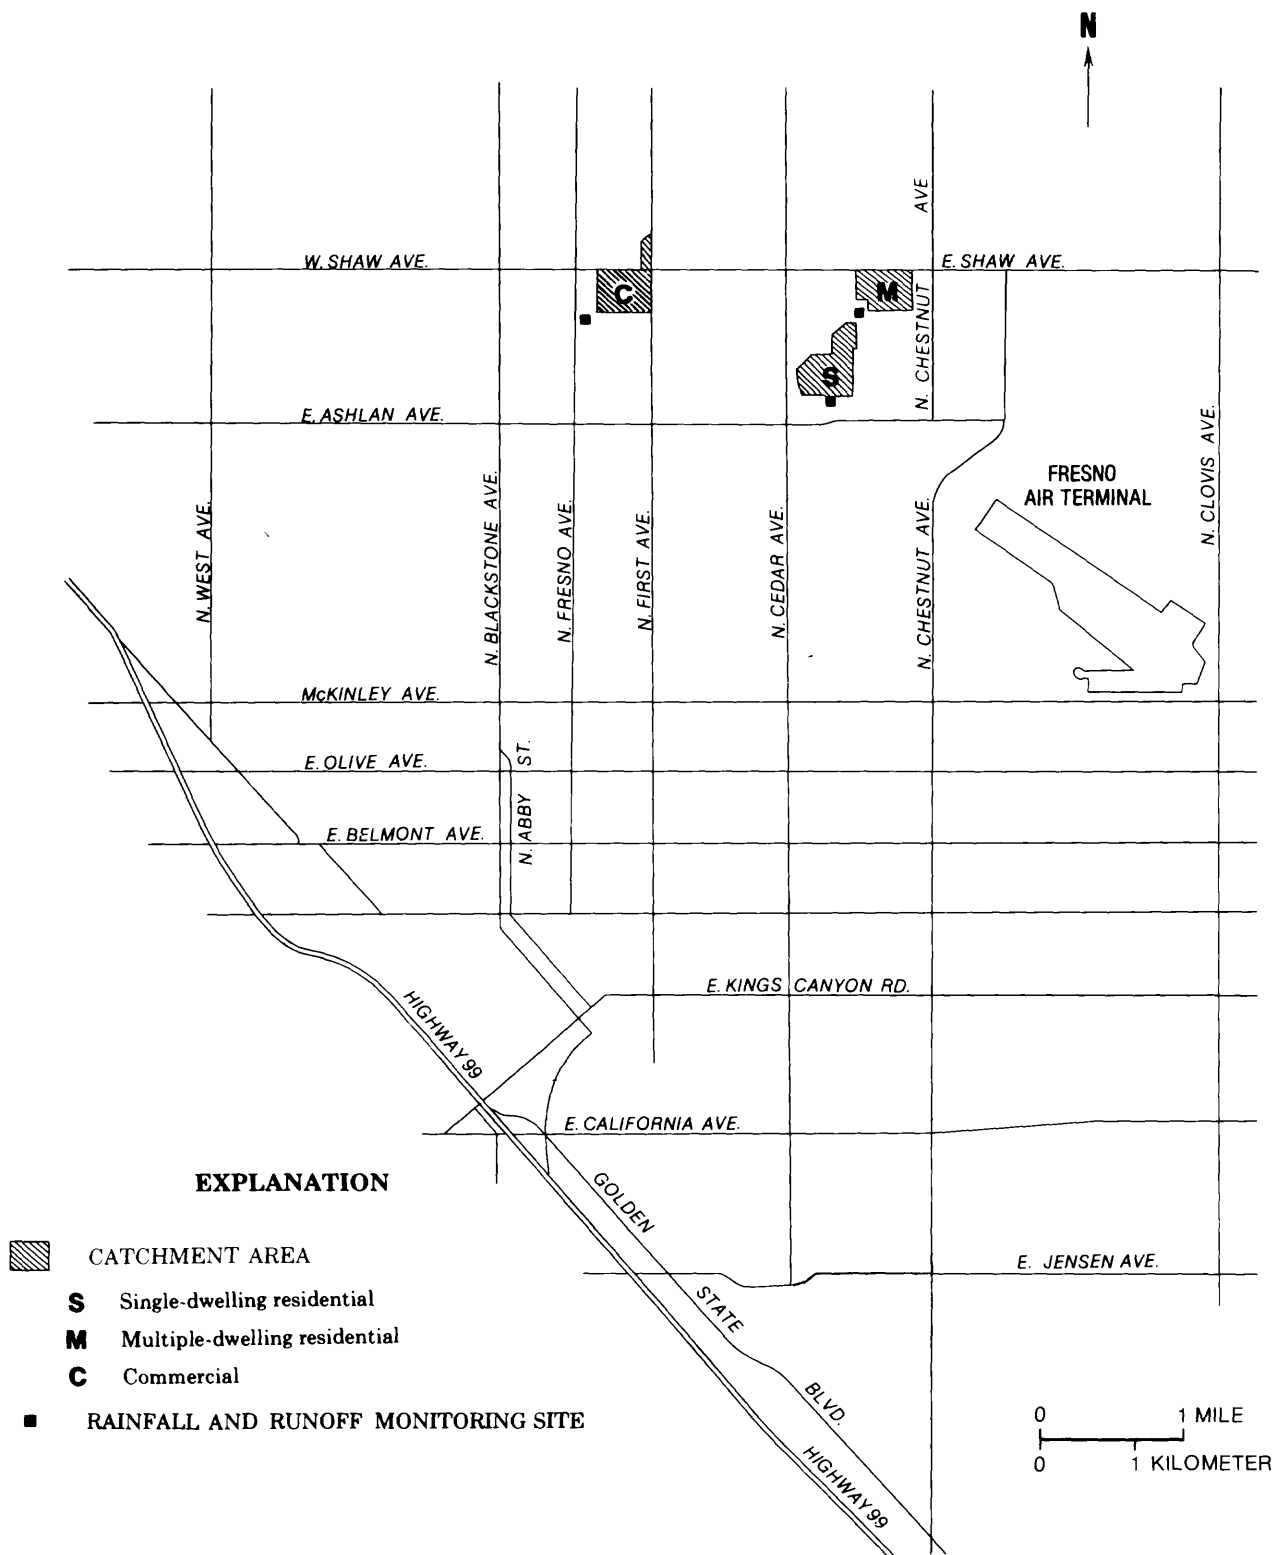 N
AVE
W. SHAW AVE.
E. SHAW AVE.
C
M
N. CHESTNUT
S
E. ASHLAN AVE.
N. CLOVIS AVE.
FRESNO
AIR TERMINAL
N. WEST AVE.
N. BLACKSTONE AVE.
N. FRESNO AVE.
N. FIRST AVE.
N. CEDAR AVE.
N. CHESTNUT AVE.
McKINLEY AVE.
E. OLIVE AVE.
N. ABBY ST.
E. BELMONT AVE.
E. KINGS CANYON RD.
HIGHWAY 99
E. CALIFORNIA AVE.
GOLDEN STATE BLVD.
E. JENSEN AVE.
HIGHWAY 99
EXPLANATION
CATCHMENT AREA
S Single-dwelling residential
M Multiple-dwelling residential
C Commercial
RAINFALL AND RUNOFF MONITORING SITE
0 1 MILE
0 1 KILOMETER